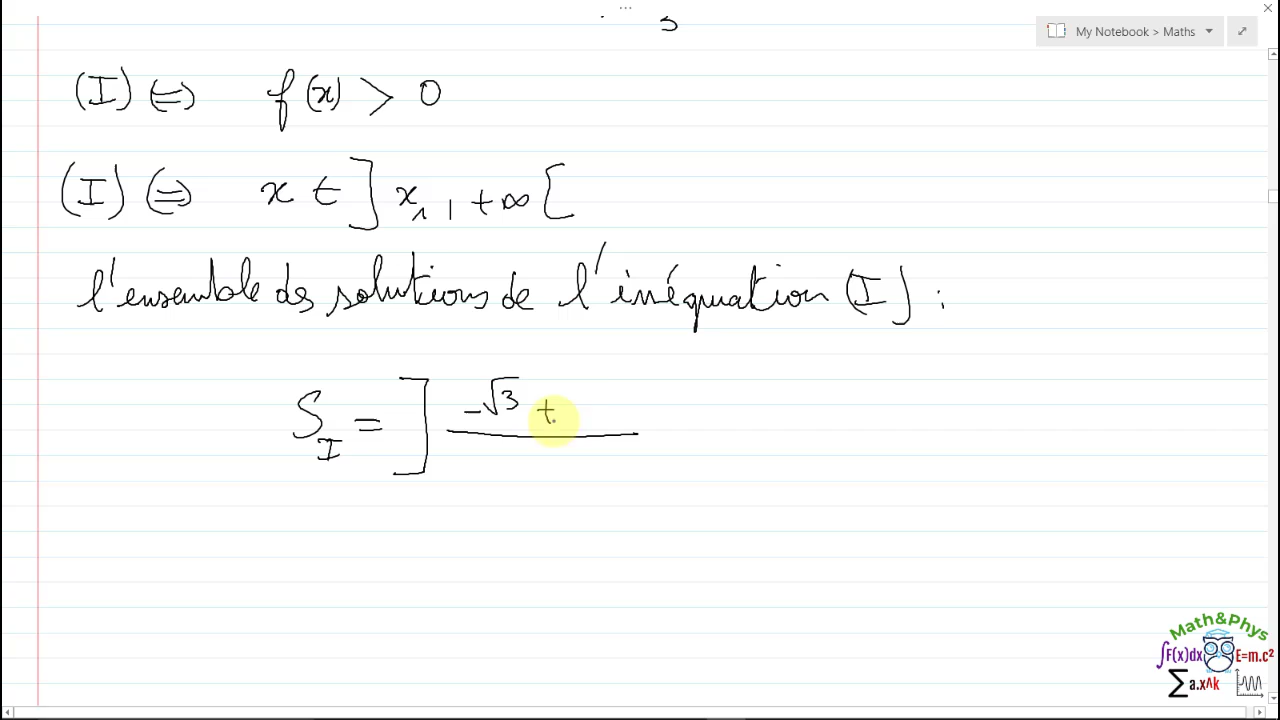 My Notebook > Maths
(I) ⇔ f(x) > 0
(I) ⇔ x ∈ ] x₁, +∞ [
l'ensemble des solutions de l'inéquation (I) :
S_I = ] -√3 +
Math&Phys
∫F(x)dx E=m.c²
∑ a.x^k